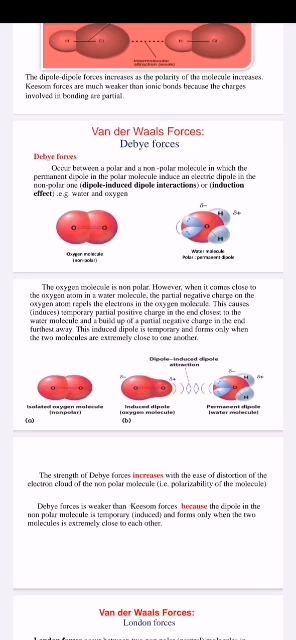 H
Cl
H
Cl
Intermolecular
attraction (weak)
The dipole-dipole forces increases as the polarity of the molecule increases.
Keesom forces are much weaker than ionic bonds because the charges
involved in bonding are partial.
Van der Waals Forces:
Debye forces
Debye forces
Occur between a polar and a non -polar molecule in which the
permanent dipole in the polar molecule induce an electric dipole in the
non-polar one (dipole-induced dipole interactions) or (induction
effect) .e.g. water and oxygen
δ−
H
δ+
O
O
O
H
Oxygen molecule
(non-polar)
Water molecule
Polar : permanent dipole
The oxygen molecule is non polar. However, when it comes close to
the oxygen atom in a water molecule, the partial negative charge on the
oxygen atom repels the electrons in the oxygen molecule. This causes
(induces) temporary partial positive charge in the end closest to the
water molecule and a build up of a partial negative charge in the end
furthest away. This induced dipole is temporary and forms only when
the two molecules are extremely close to one another.
Dipole–induced dipole
attraction
δ−
δ−
δ+
H
δ+
O
O
O
O
O
H
Isolated oxygen molecule
(nonpolar)
Induced dipole
(oxygen molecule)
Permanent dipole
(water molecule)
(a)
(b)
The strength of Debye forces increases with the ease of distortion of the
electron cloud of the non polar molecule (i.e. polarizability of the molecule)
Debye forces is weaker than Keesom forces because the dipole in the
non polar molecule is temporary (induced) and forms only when the two
molecules is extremely close to each other.
Van der Waals Forces:
London forces